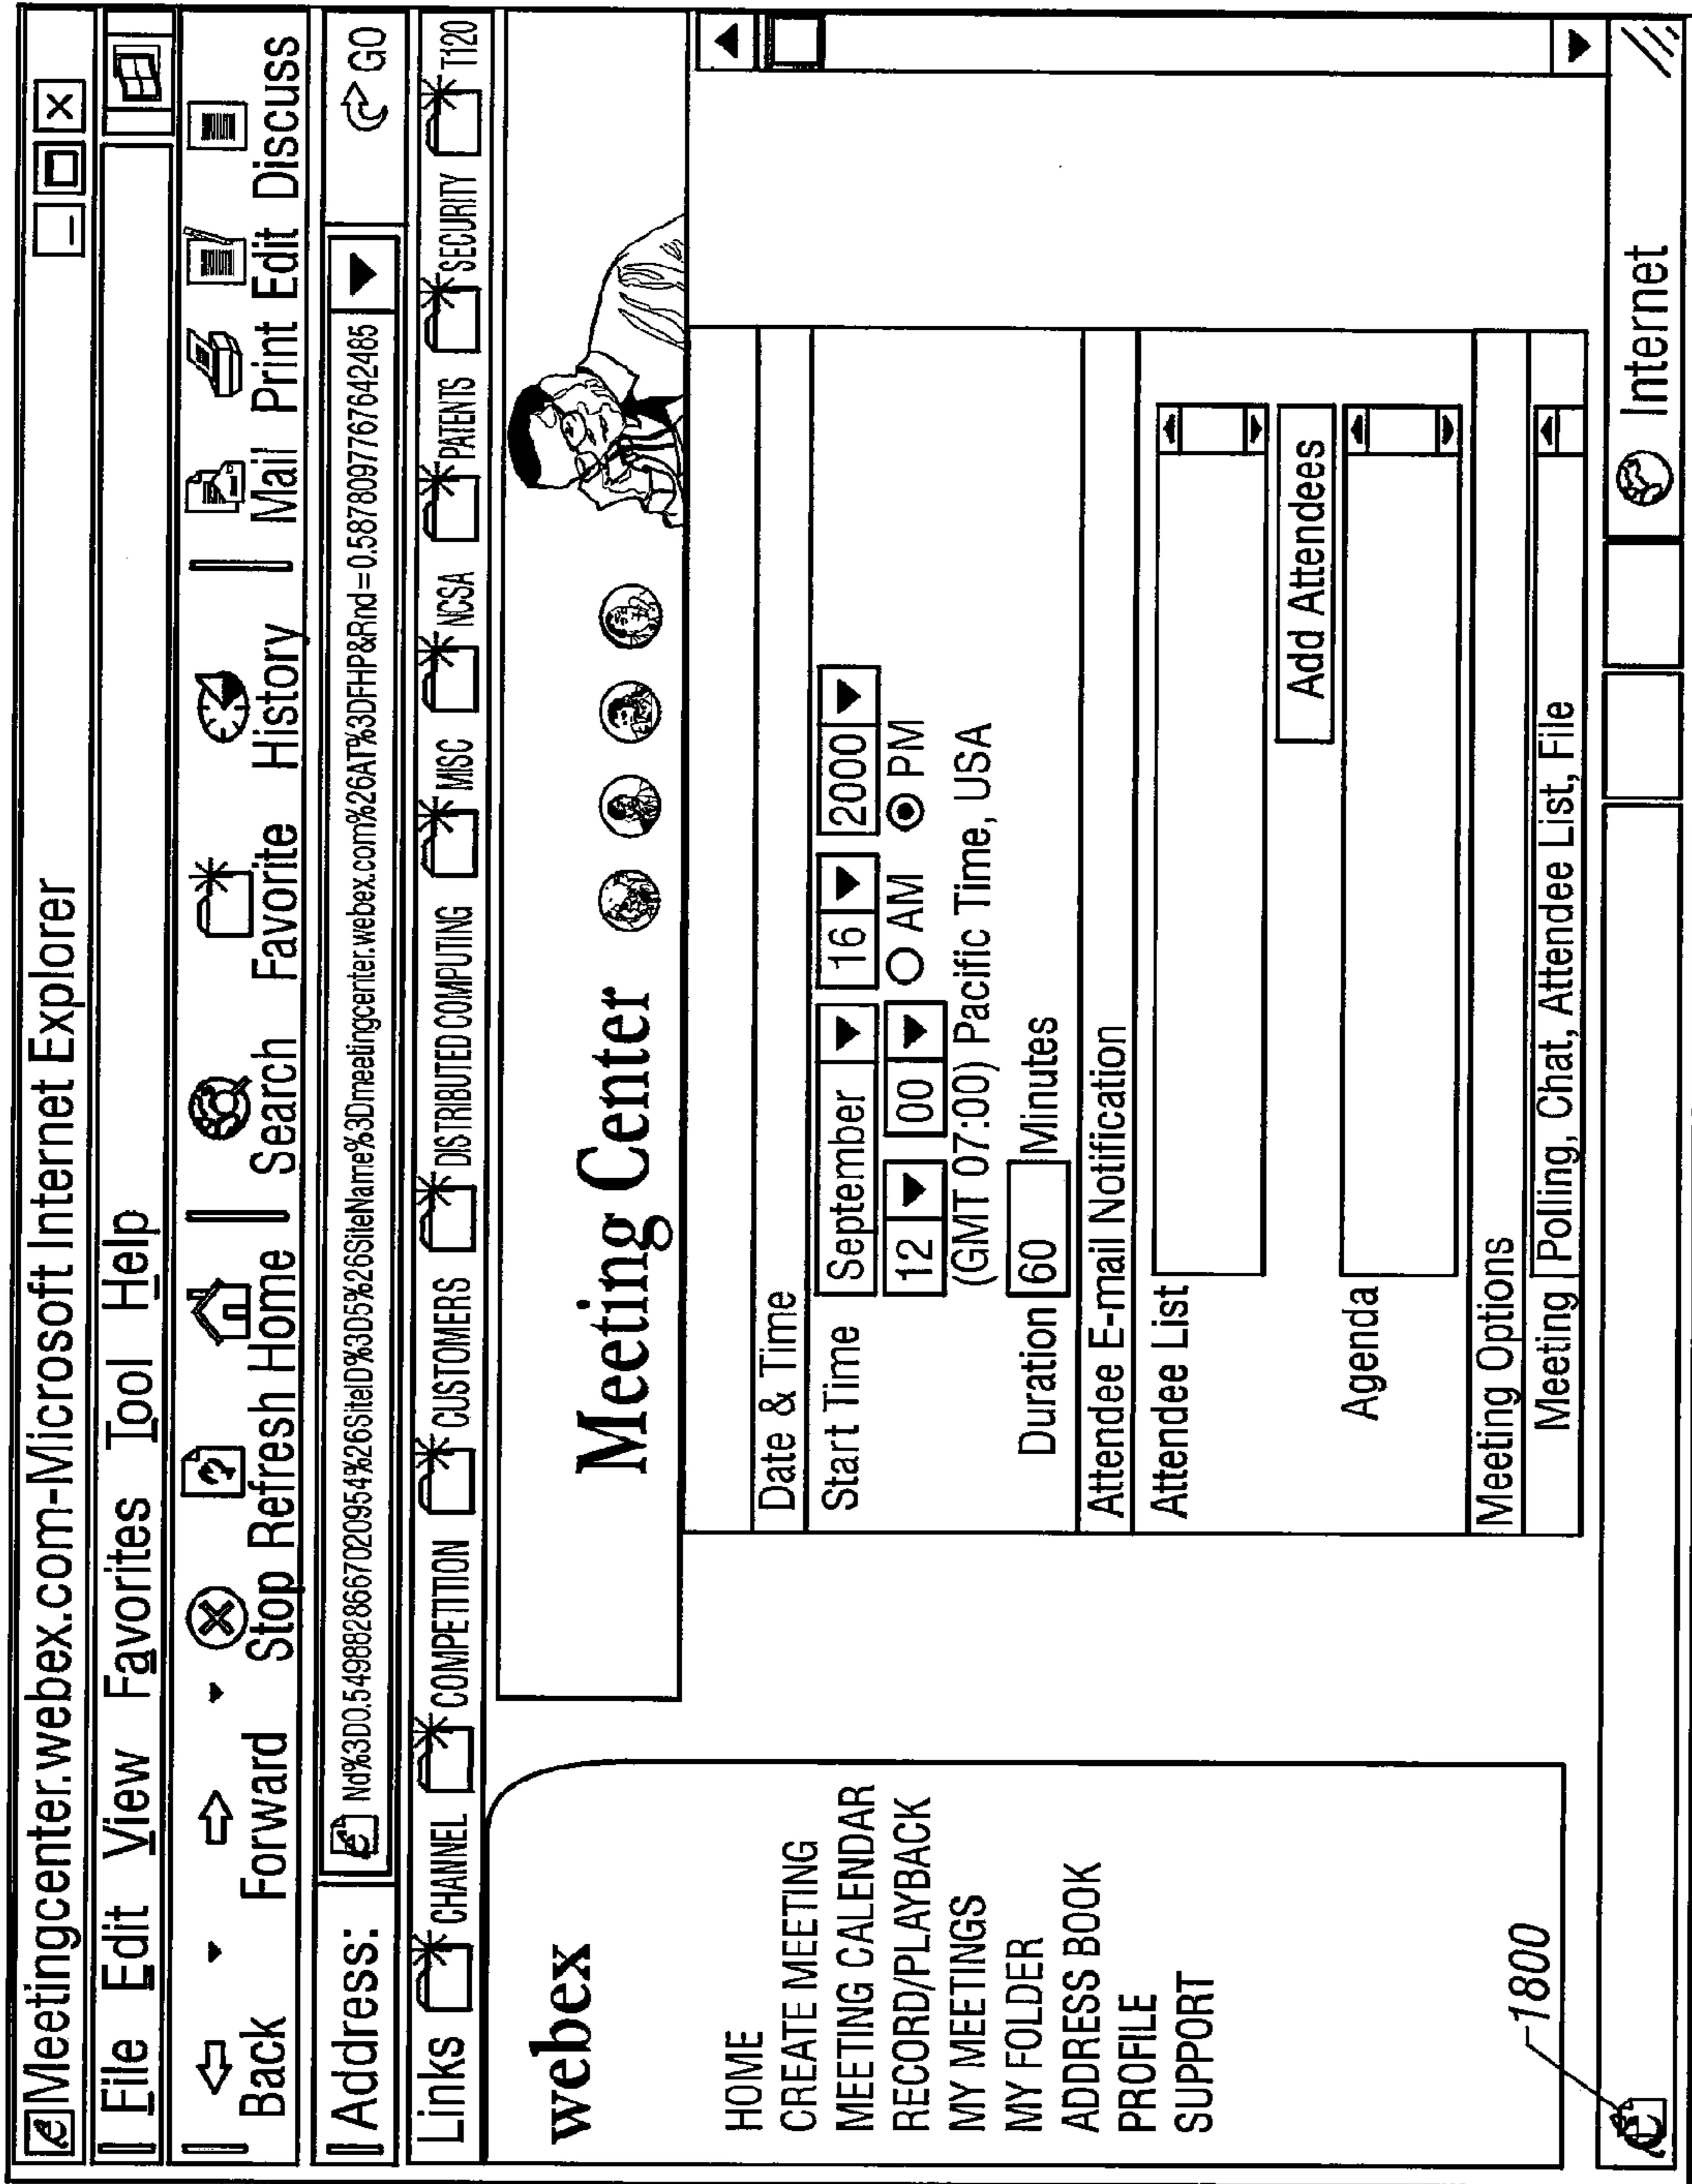 Meetingcenter.webex.com-Microsoft Internet Explorer
File Edit View Favorites Tool Help
Back Forward Stop Refresh Home Search Favorite History Mail Print Edit Discuss
Address: Nd%3D0.5498828667020954%26SiteID%3D5%26SiteName%3Dmeetingcenter.webex.com%26AT%3DFHP&Rnd=0.5878097767642485 GO
Links CHANNEL COMPETITION CUSTOMERS DISTRIBUTED COMPUTING MISC NCSA PATENTS SECURITY T120
webex
HOME
CREATE MEETING
MEETING CALENDAR
RECORD/PLAYBACK
MY MEETINGS
MY FOLDER
ADDRESS BOOK
PROFILE
SUPPORT
Meeting Center
Date & Time
Start Time September 16 2000
12 00 AM PM
(GMT 07:00) Pacific Time, USA
Duration 60 Minutes
Attendee E-mail Notification
Attendee List
Add Attendees
Agenda
Meeting Options
Meeting Polling, Chat, Attendee List, File
Internet
1800